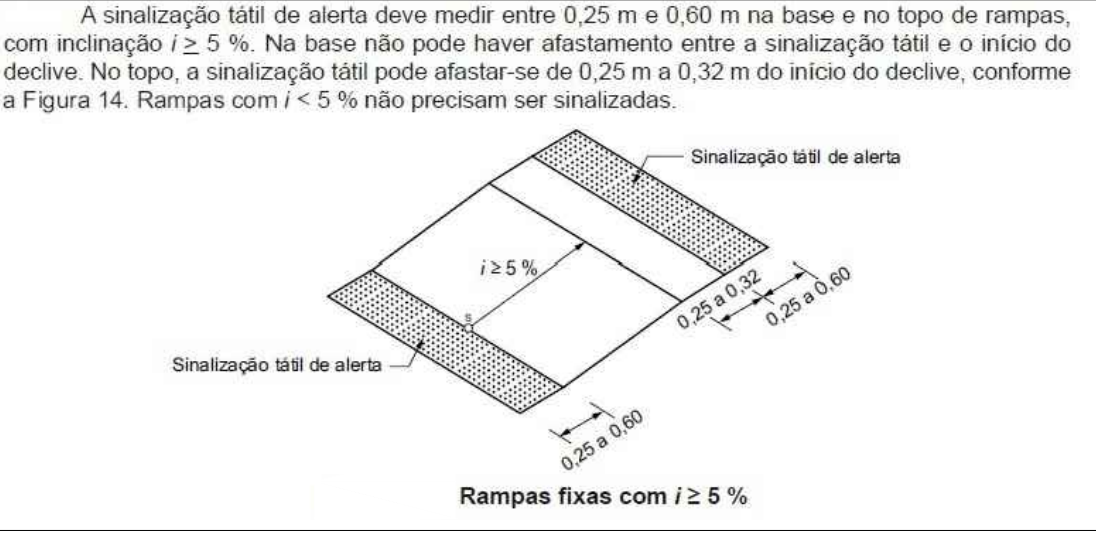 A sinalização tátil de alerta deve medir entre 0,25 m e 0,60 m na base e no topo de rampas,
com inclinação i ≥ 5 %. Na base não pode haver afastamento entre a sinalização tátil e o início do
declive. No topo, a sinalização tátil pode afastar-se de 0,25 m a 0,32 m do início do declive, conforme
a Figura 14. Rampas com i < 5 % não precisam ser sinalizadas.
Sinalização tátil de alerta
i ≥ 5 %
0,25 a 0,32
0,25 a 0,60
s
Sinalização tátil de alerta
0,25 a 0,60
Rampas fixas com i ≥ 5 %